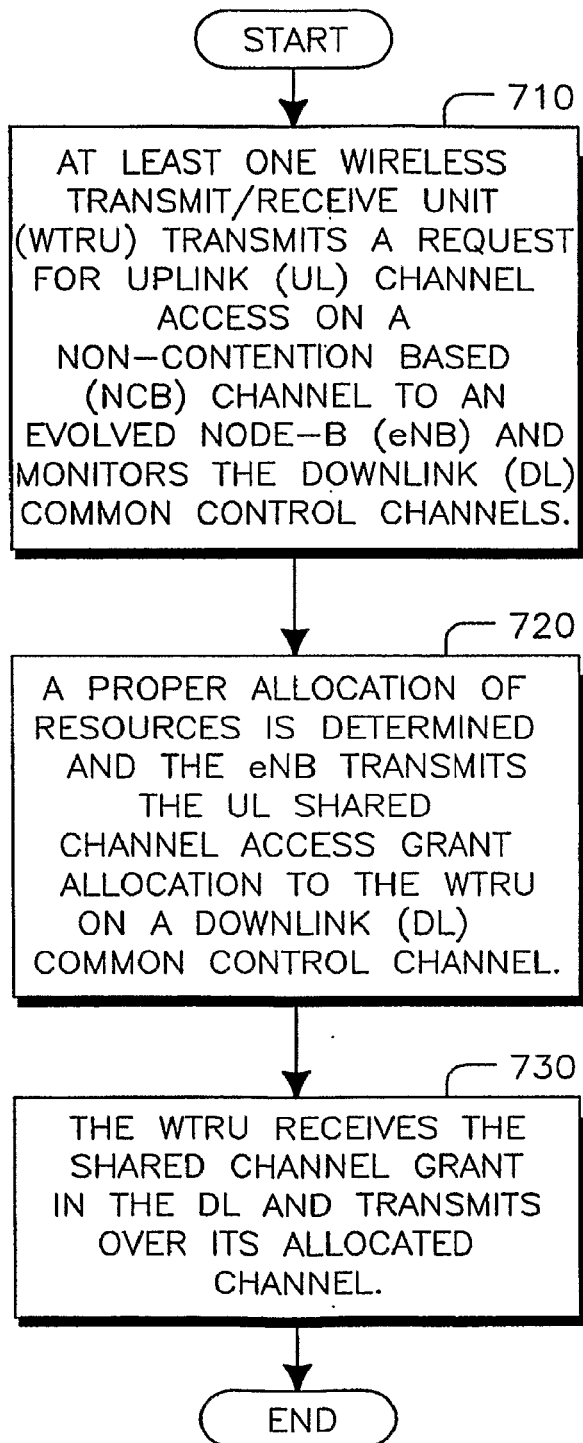 START
710
AT LEAST ONE WIRELESS
TRANSMIT/RECEIVE UNIT
(WTRU) TRANSMITS A REQUEST
FOR UPLINK (UL) CHANNEL
ACCESS ON A
NON-CONTENTION BASED
(NCB) CHANNEL TO AN
EVOLVED NODE-B (eNB) AND
MONITORS THE DOWNLINK (DL)
COMMON CONTROL CHANNELS.
720
A PROPER ALLOCATION OF
RESOURCES IS DETERMINED
AND THE eNB TRANSMITS
THE UL SHARED
CHANNEL ACCESS GRANT
ALLOCATION TO THE WTRU
ON A DOWNLINK (DL)
COMMON CONTROL CHANNEL.
730
THE WTRU RECEIVES THE
SHARED CHANNEL GRANT
IN THE DL AND TRANSMITS
OVER ITS ALLOCATED
CHANNEL.
END